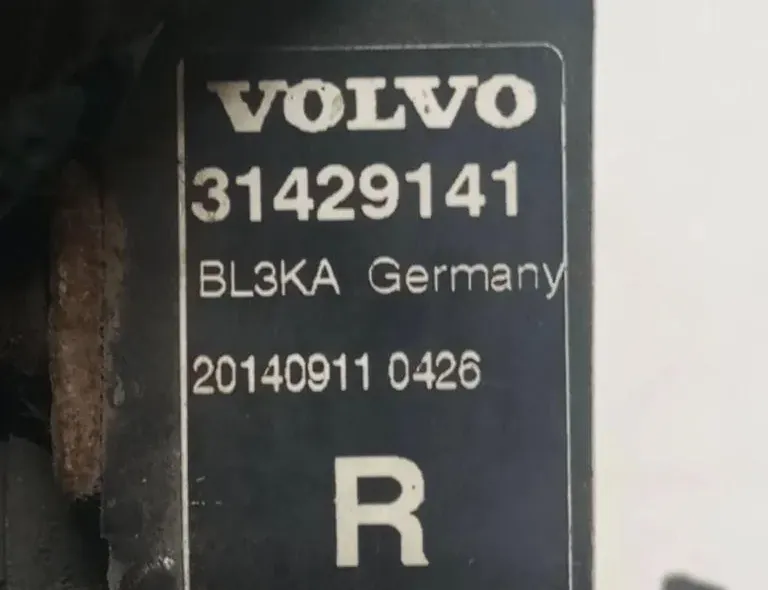 VOLVO
31429141
BL3KA Germany
20140911 0426
R